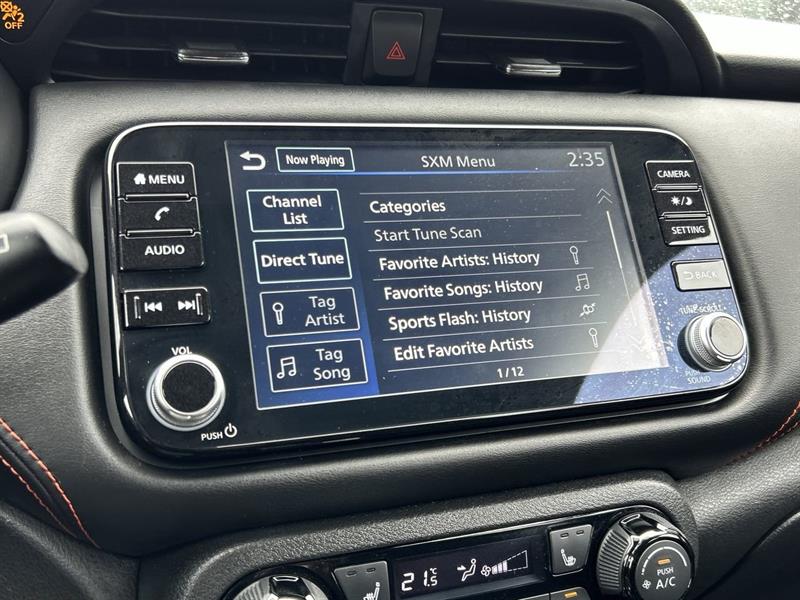 2
OFF
MENU
AUDIO
VOL
PUSH
Now Playing
SXM Menu
2:35
Channel
List
Direct Tune
Tag
Artist
Tag
Song
Categories
Start Tune Scan
Favorite Artists: History
Favorite Songs: History
Sports Flash: History
Edit Favorite Artists
1/12
CAMERA
SETTING
BACK
TUNE·SCROLL
PUSH
SOUND
21.5°C
PUSH
A/C